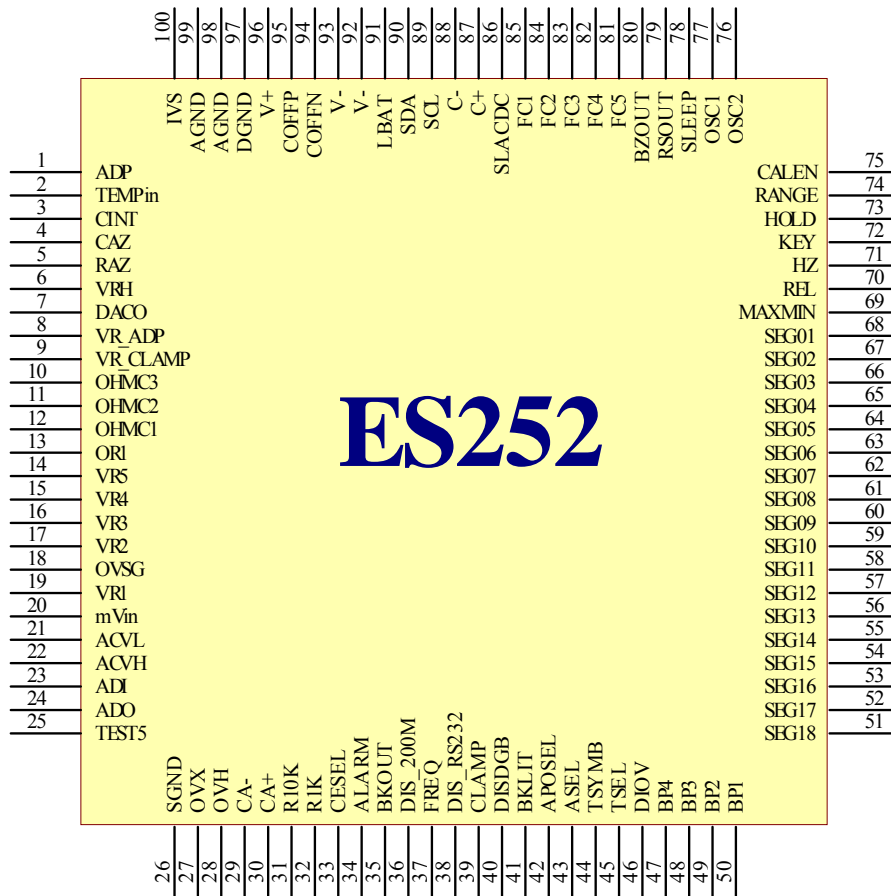 100 99 98 97 96 95 94 93 92 91 90 89 88 87 86 85 84 83 82 81 80 79 78 77 76
IVS AGND AGND DGND V+ COFFP COFFN V- V- LBAT SDA SCL C- C+ SLACDC FC1 FC2 FC3 FC4 FC5 BZOUT RSOUT SLEEP OSC1 OSC2
1 ADP CALEN 75
2 TEMPin RANGE 74
3 CINT HOLD 73
4 CAZ KEY 72
5 RAZ HZ 71
6 VRH REL 70
7 DACO MAXMIN 69
8 VR_ADP SEG01 68
9 VR_CLAMP SEG02 67
10 OHMC3 SEG03 66
11 OHMC2 SEG04 65
12 OHMC1 SEG05 64
13 OR1 SEG06 63
14 VR5 SEG07 62
15 VR4 SEG08 61
16 VR3 SEG09 60
17 VR2 SEG10 59
18 OVSG SEG11 58
19 VR1 SEG12 57
20 mVin SEG13 56
21 ACVL SEG14 55
22 ACVH SEG15 54
23 ADI SEG16 53
24 ADO SEG17 52
25 TEST5 SEG18 51
ES252
SGND OVX OVH CA- CA+ R10K R1K CESEL ALARM BKOUT DIS_200M FREQ DIS_RS232 CLAMP DISDGB BKLIT APOSEL ASEL TSYMB TSEL DIOV BP4 BP3 BP2 BP1
26 27 28 29 30 31 32 33 34 35 36 37 38 39 40 41 42 43 44 45 46 47 48 49 50